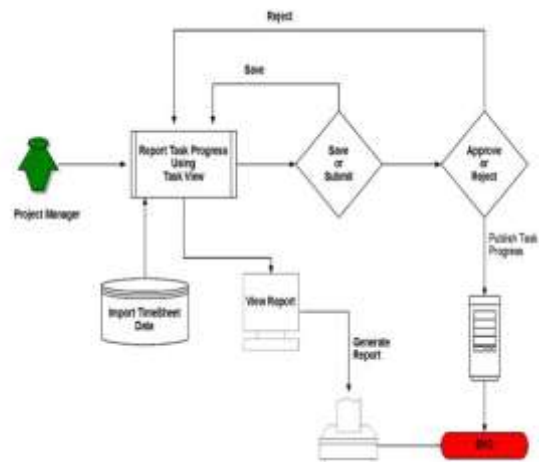 Reject
Save
Report Task Progress
Using
Task View
Save
or
Submit
Approve
or
Reject
Project Manager
Publish Task
Progress
Import TimeSheet
Data
View Report
Generate
Report
END